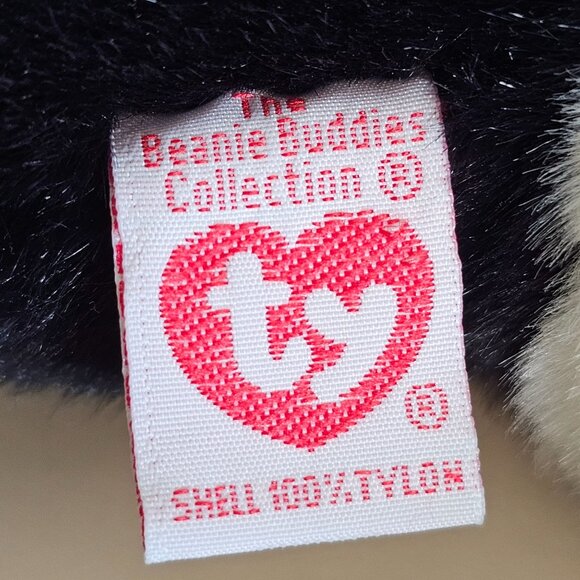 The
Beanie Buddies
Collection ®
ty
®
SHELL 100% TYLON